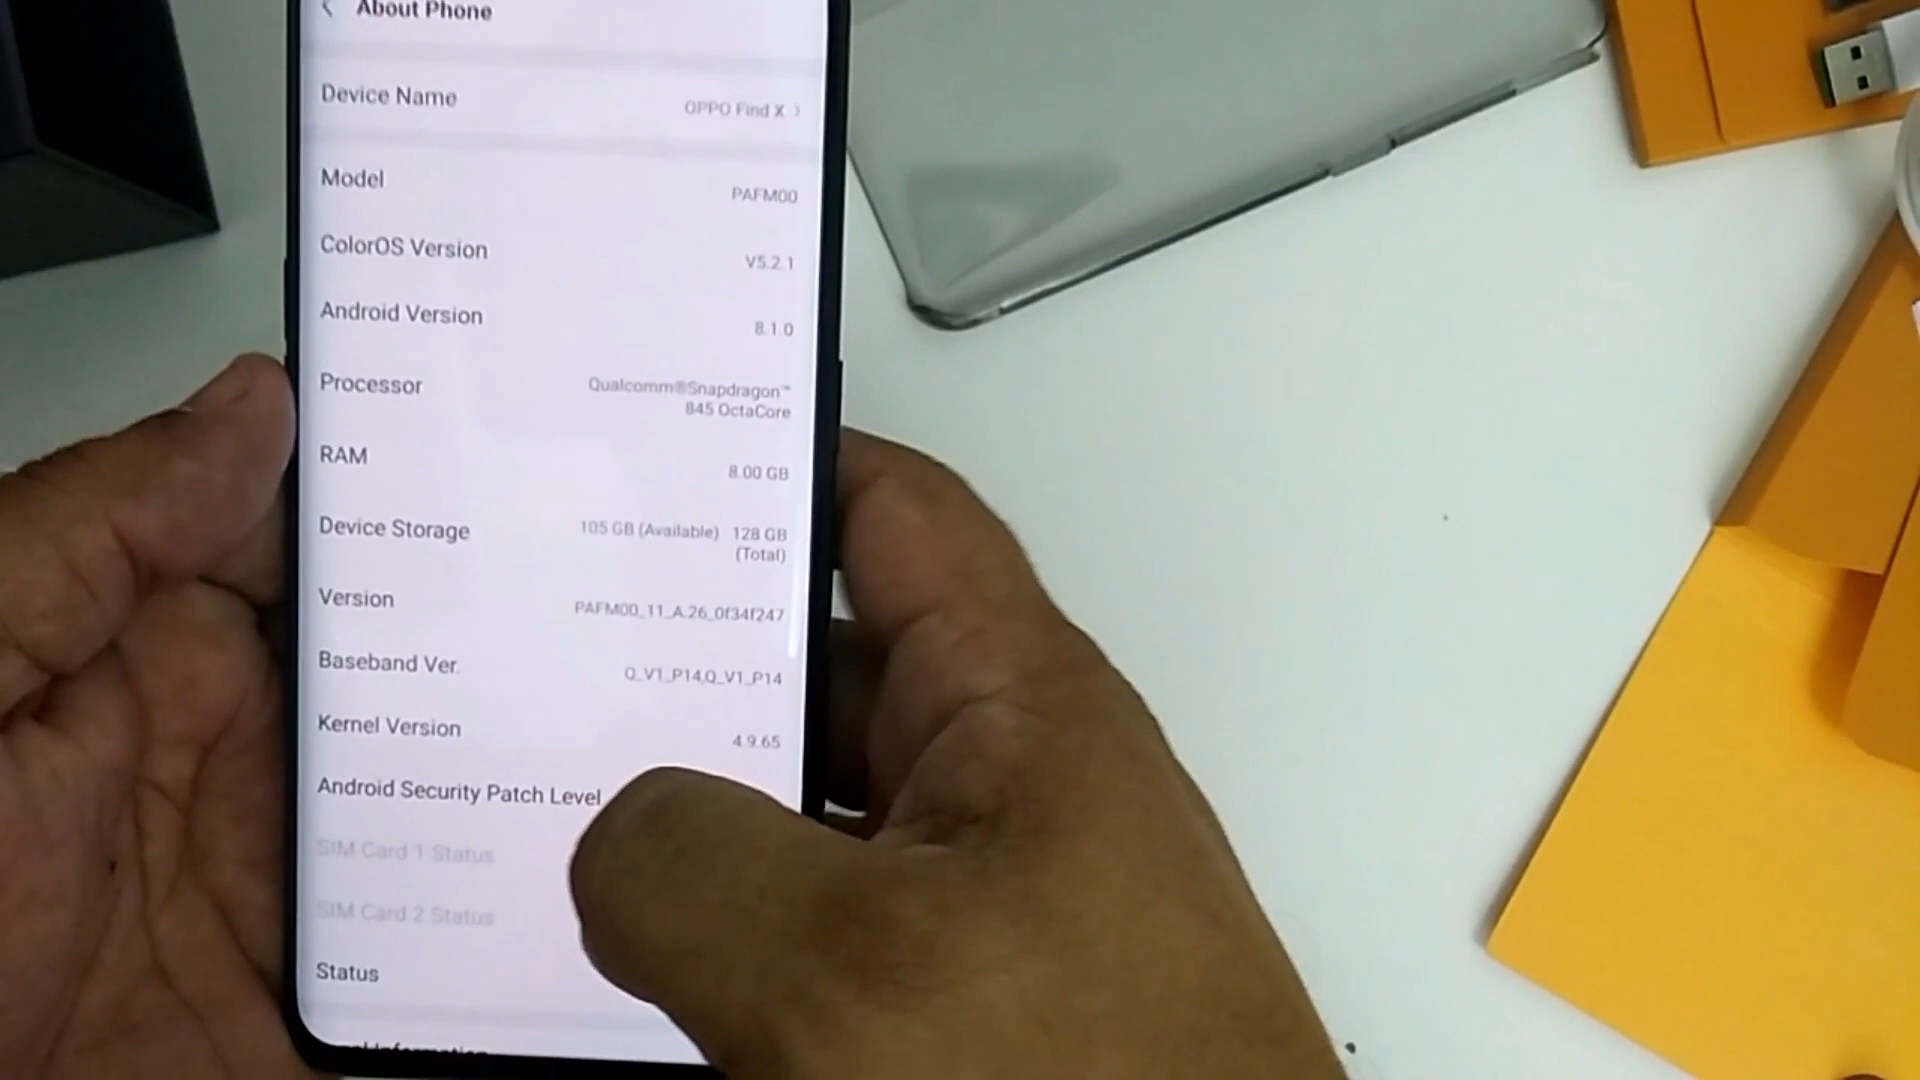 About Phone
Device Name OPPO Find X
Model PAFM00
ColorOS Version V5.2.1
Android Version 8.1.0
Processor Qualcomm®Snapdragon™
845 OctaCore
RAM 8.00 GB
Device Storage 105 GB (Available) 128 GB
(Total)
Version PAFM00_11_A.26_0f34f247
Baseband Ver. Q_V1_P14,Q_V1_P14
Kernel Version 4.9.65
Android Security Patch Level
SIM Card 1 Status
SIM Card 2 Status
Status